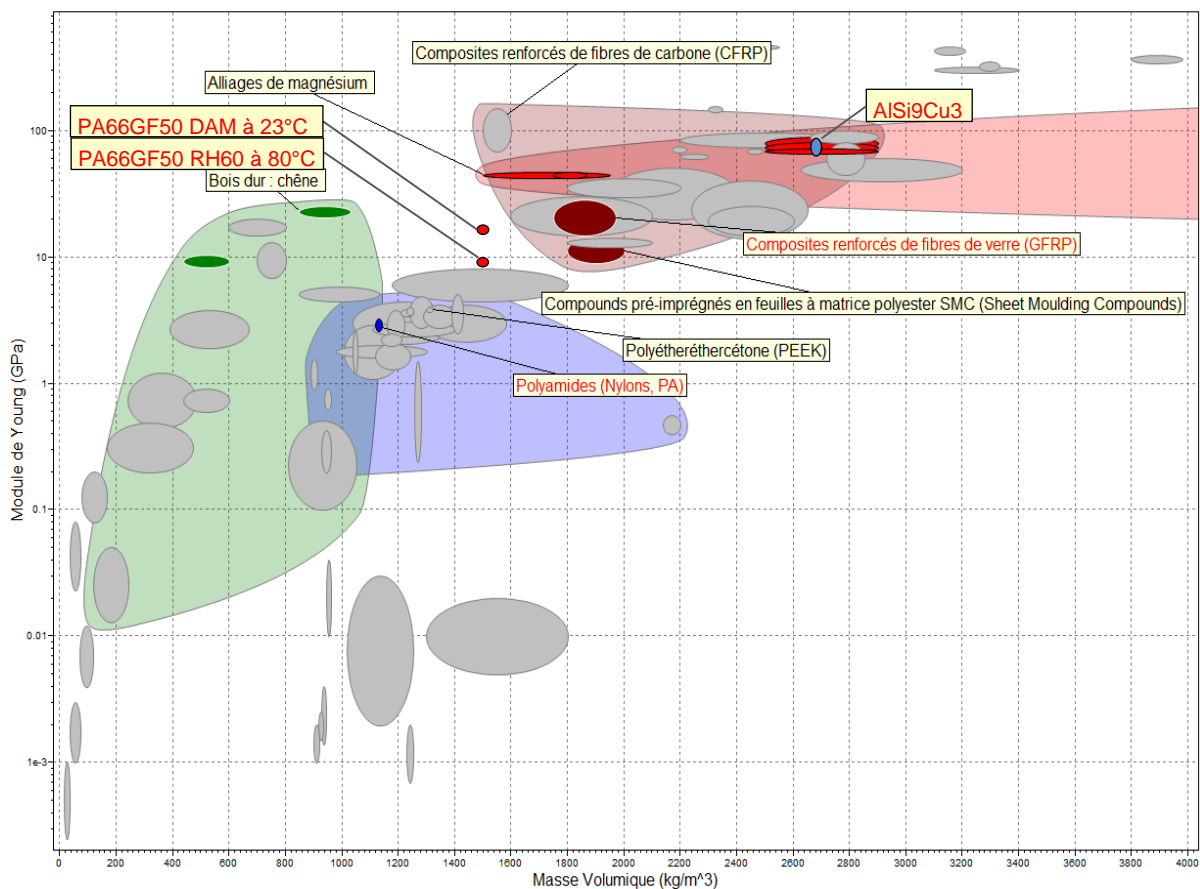 Composites renforcés de fibres de carbone (CFRP)
Alliages de magnésium
PA66GF50 DAM à 23°C
AlSi9Cu3
PA66GF50 RH60 à 80°C
Bois dur : chêne
Composites renforcés de fibres de verre (GFRP)
Compounds pré-imprégnés en feuilles à matrice polyester SMC (Sheet Moulding Compounds)
Polyétheréthercétone (PEEK)
Polyamides (Nylons, PA)
Module de Young (GPa)
100
10
1
0.1
0.01
1e-3
0 200 400 600 800 1000 1200 1400 1600 1800 2000 2200 2400 2600 2800 3000 3200 3400 3600 3800 4000
Masse Volumique (kg/m^3)